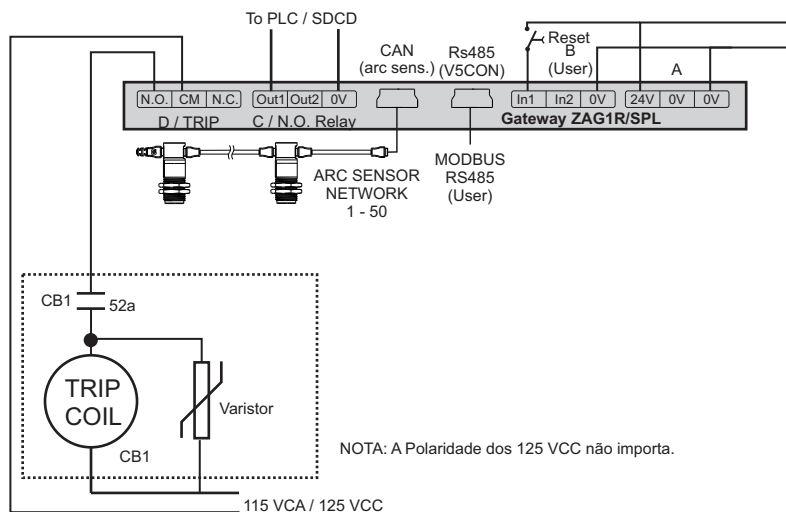 To PLC / SDCD
CAN
(arc sens.)
Rs485
(V5CON)
Reset
B
(User)
A
N.O. CM N.C.
Out1 Out2 0V
In1 In2 0V
24V 0V 0V
D / TRIP
C / N.O. Relay
Gateway ZAG1R/SPL
ARC SENSOR
NETWORK
1 - 50
MODBUS
RS485
(User)
CB1
52a
TRIP
COIL
Varistor
CB1
NOTA: A Polaridade dos 125 VCC não importa.
115 VCA / 125 VCC